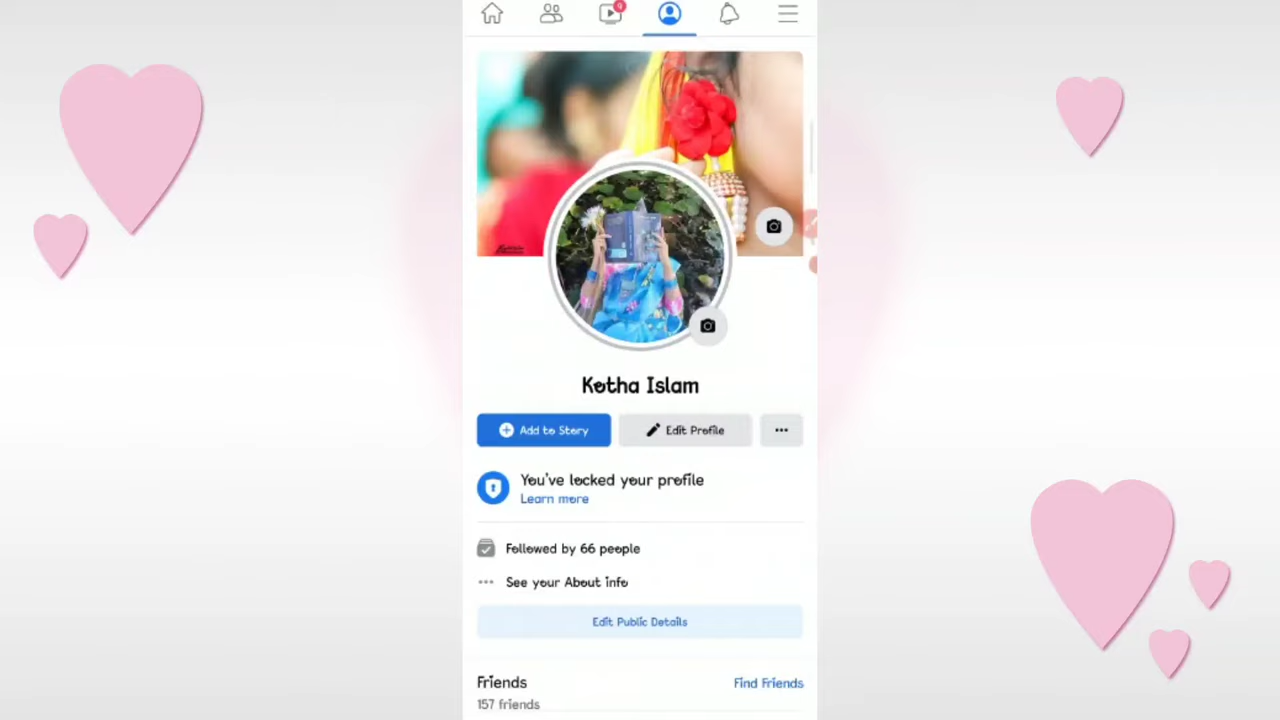 9
Kotha Islam
Add to Story
Edit Profile
You've locked your profile
Learn more
Followed by 66 people
See your About info
Edit Public Details
Friends
Find Friends
157 friends